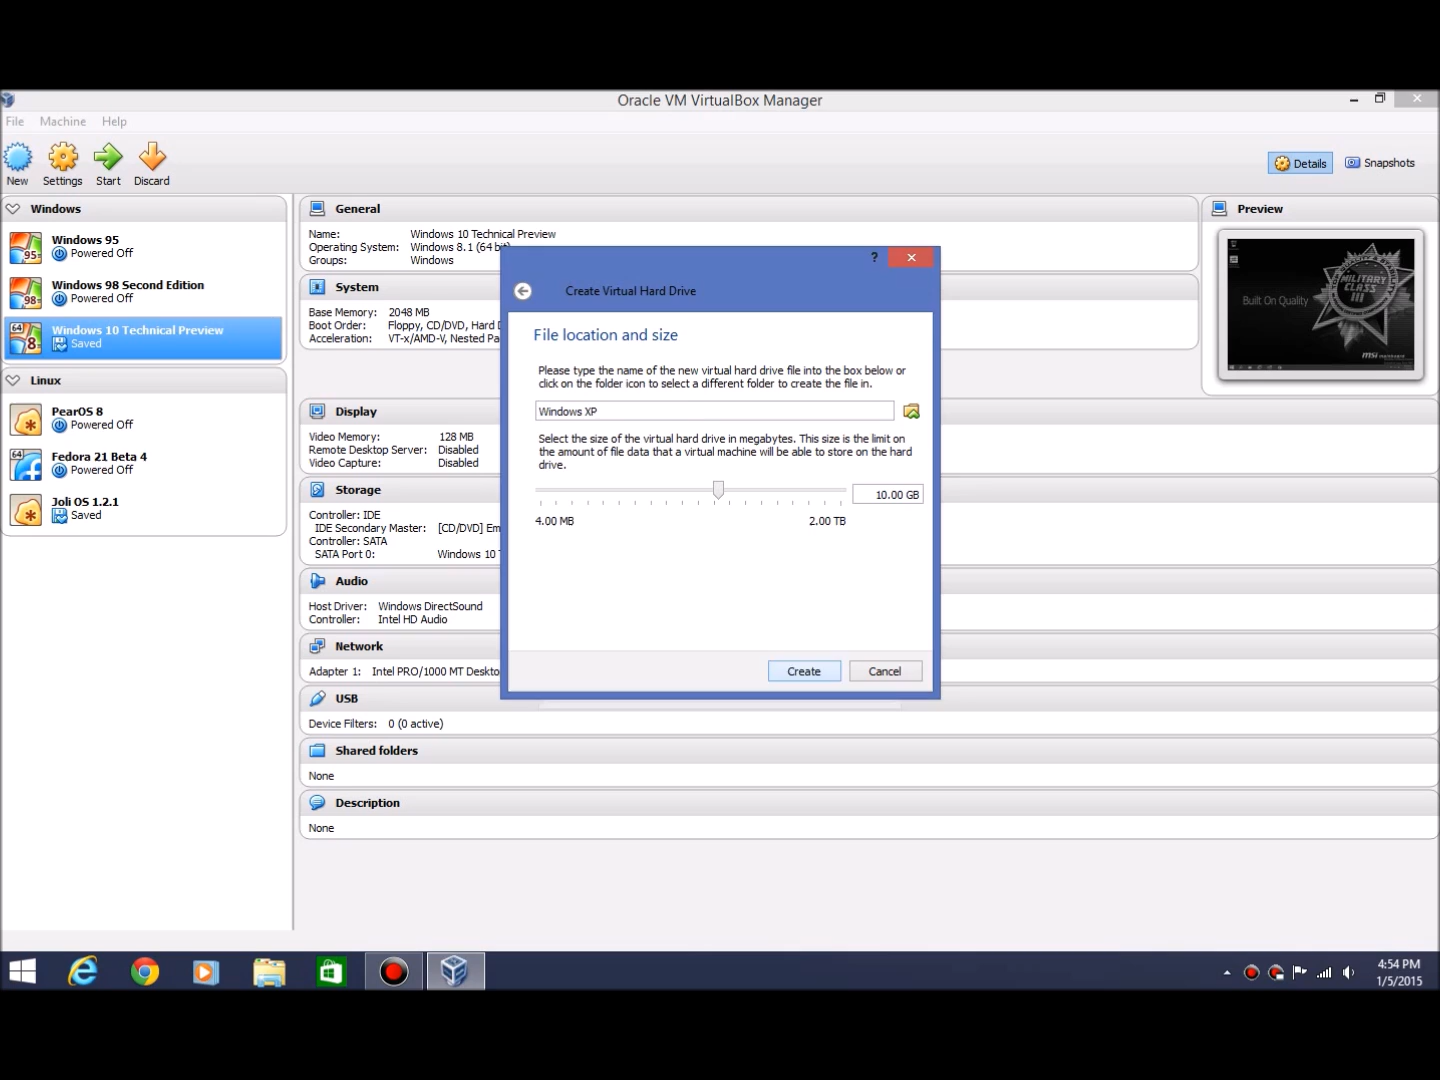 Oracle VM VirtualBox Manager
File Machine Help
New Settings Start Discard
Details Snapshots
Windows
Windows 95
Powered Off
Windows 98 Second Edition
Powered Off
Windows 10 Technical Preview
Saved
Linux
PearOS 8
Powered Off
Fedora 21 Beta 4
Powered Off
Joli OS 1.2.1
Saved
General
Name: Windows 10 Technical Preview
Operating System: Windows 8.1 (64 bit)
Groups: Windows
System
Base Memory: 2048 MB
Boot Order: Floppy, CD/DVD, Hard
Acceleration: VT-x/AMD-V, Nested
Display
Video Memory: 128 MB
Remote Desktop Server: Disabled
Video Capture: Disabled
Storage
Controller: IDE
IDE Secondary Master: [CD/DVD] Em
Controller: SATA
SATA Port 0: Windows 10
Audio
Host Driver: Windows DirectSound
Controller: Intel HD Audio
Network
Adapter 1: Intel PRO/1000 MT Deskto
USB
Device Filters: 0 (0 active)
Shared folders
None
Description
None
Preview
Built On Quality
MILITARY
CLASS
III
msi
?
Create Virtual Hard Drive
File location and size
Please type the name of the new virtual hard drive file into the box below or
click on the folder icon to select a different folder to create the file in.
Windows XP
Select the size of the virtual hard drive in megabytes. This size is the limit on
the amount of file data that a virtual machine will be able to store on the hard
drive.
10.00 GB
4.00 MB 2.00 TB
Create Cancel
4:54 PM
1/5/2015